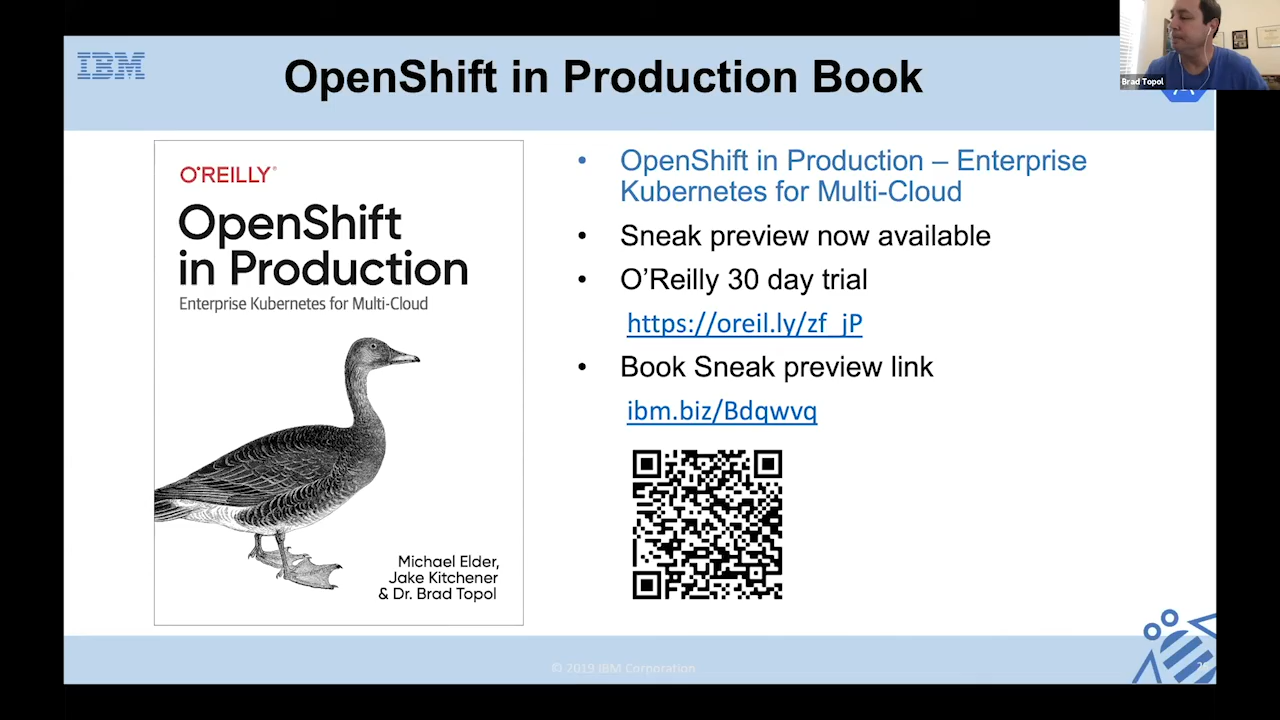 IBM
OpenShift in Production Book
Brad Topol
O'REILLY®
OpenShift
in Production
Enterprise Kubernetes for Multi-Cloud
Michael Elder,
Jake Kitchener
& Dr. Brad Topol
• OpenShift in Production – Enterprise
Kubernetes for Multi-Cloud
• Sneak preview now available
• O’Reilly 30 day trial
https://oreil.ly/zf_jP
• Book Sneak preview link
ibm.biz/Bdqwvq
© 2019 IBM Corporation